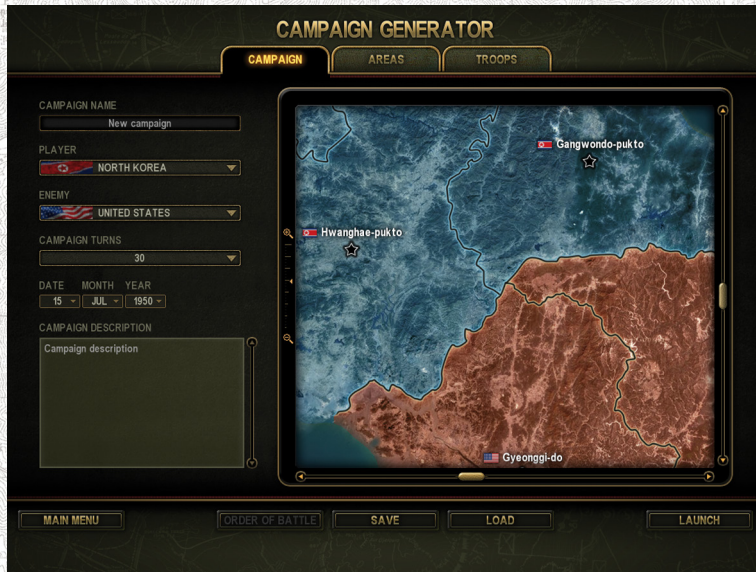 CAMPAIGN GENERATOR
CAMPAIGN
AREAS
TROOPS
CAMPAIGN NAME
New campaign
PLAYER
NORTH KOREA
ENEMY
UNITED STATES
CAMPAIGN TURNS
30
DATE MONTH YEAR
15 JUL 1950
CAMPAIGN DESCRIPTION
Campaign description
Gangwondo-pukto
Hwanghae-pukto
Gyeonggi-do
MAIN MENU
ORDER OF BATTLE
SAVE
LOAD
LAUNCH